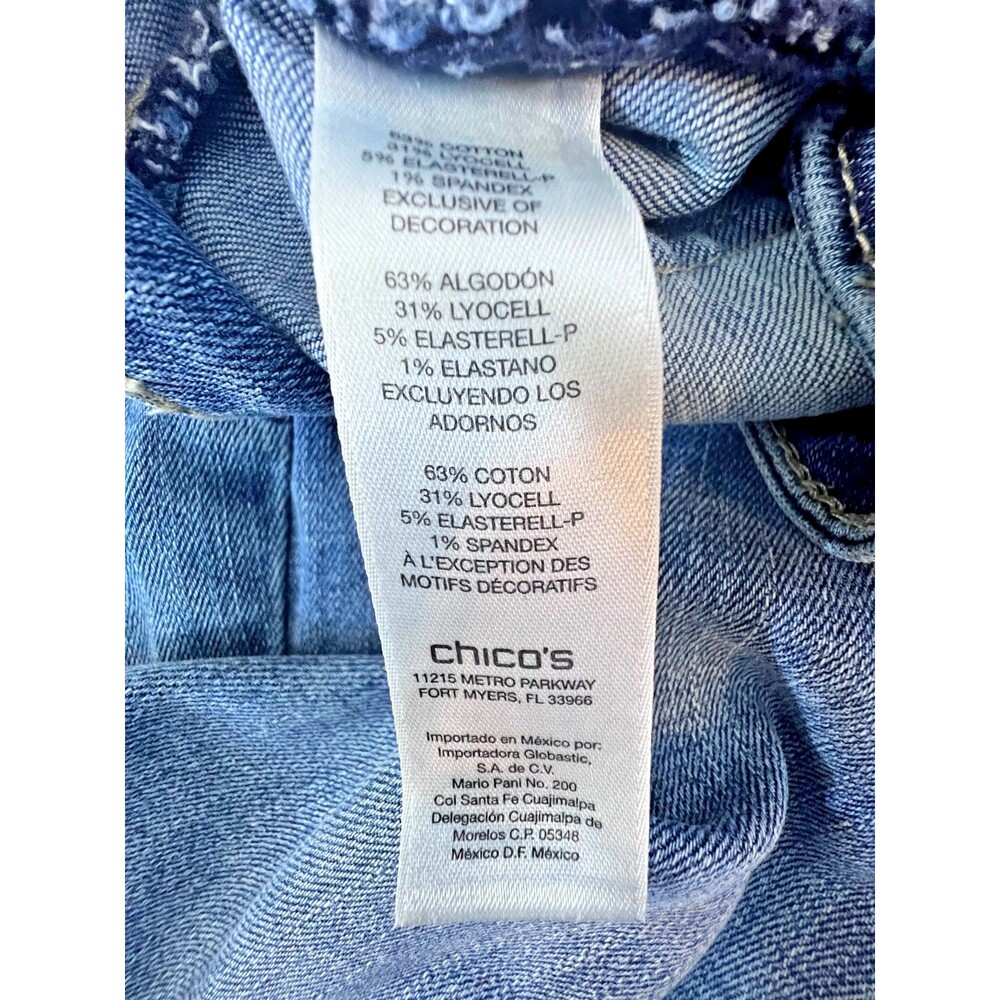 63% COTTON
31% LYOCELL
5% ELASTERELL-P
1% SPANDEX
EXCLUSIVE OF
DECORATION
63% ALGODÓN
31% LYOCELL
5% ELASTERELL-P
1% ELASTANO
EXCLUYENDO LOS
ADORNOS
63% COTON
31% LYOCELL
5% ELASTERELL-P
1% SPANDEX
À L'EXCEPTION DES
MOTIFS DÉCORATIFS
chico's
11215 METRO PARKWAY
FORT MYERS, FL 33966
Importado en México por:
Importadora Globastic,
S.A. de C.V.
Mario Pani No. 200
Col Santa Fe Cuajimalpa
Delegación Cuajimalpa de
Morelos C.P. 05348
México D.F. México